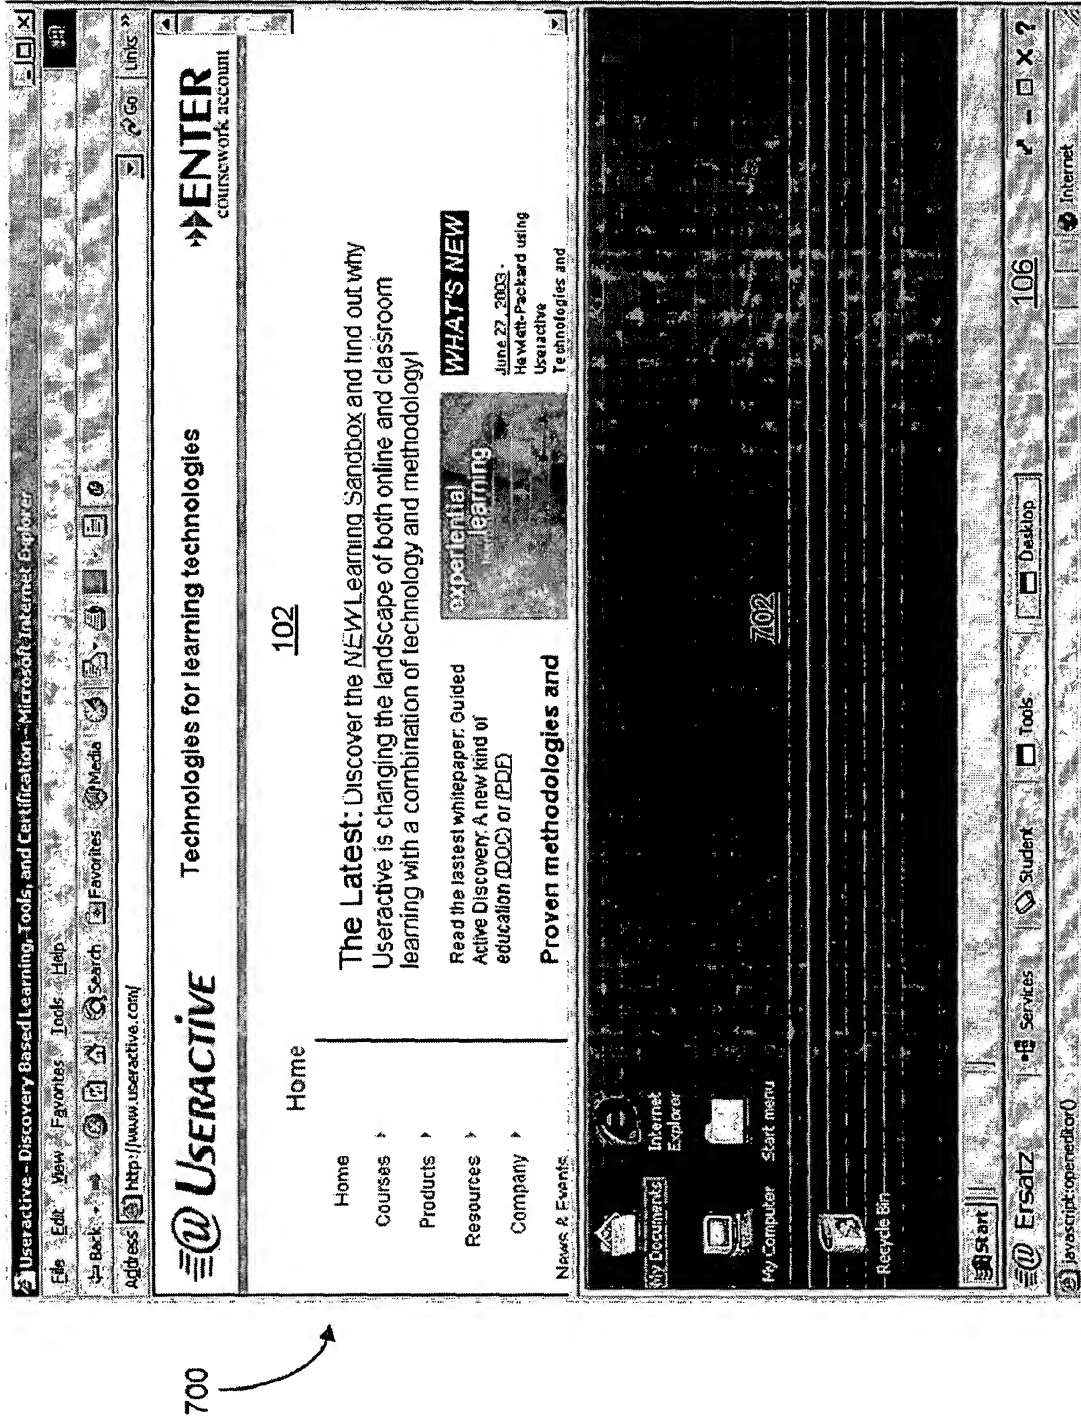 700
Useractive - Discovery Based Learning, Tools, and Certification - Microsoft Internet Explorer
File Edit View Favorites Tools Help
Back Search Favorites Media
Address http://www.useractive.com/ Go Links »
@ USERACTIVE Technologies for learning technologies ENTER
coursework account
Home
102
Home
Courses
Products
Resources
Company
News & Events
The Latest: Discover the NEW Learning Sandbox and find out why
Useractive is changing the landscape of both online and classroom
learning with a combination of technology and methodology!
Read the lastest whitepaper: Guided
Active Discovery: A new kind of
education (DOC) or (PDF)
Proven methodologies and
experiential
learning
WHAT'S NEW
June 27, 2003 -
Hewlett-Packard using
Useractive
Technologies and
My Documents
Internet
Explorer
My Computer
Start menu
Recycle Bin
702
Start
@ Ersatz Services Student Tools Desktop 106 ?
javascript:openeditor() Internet